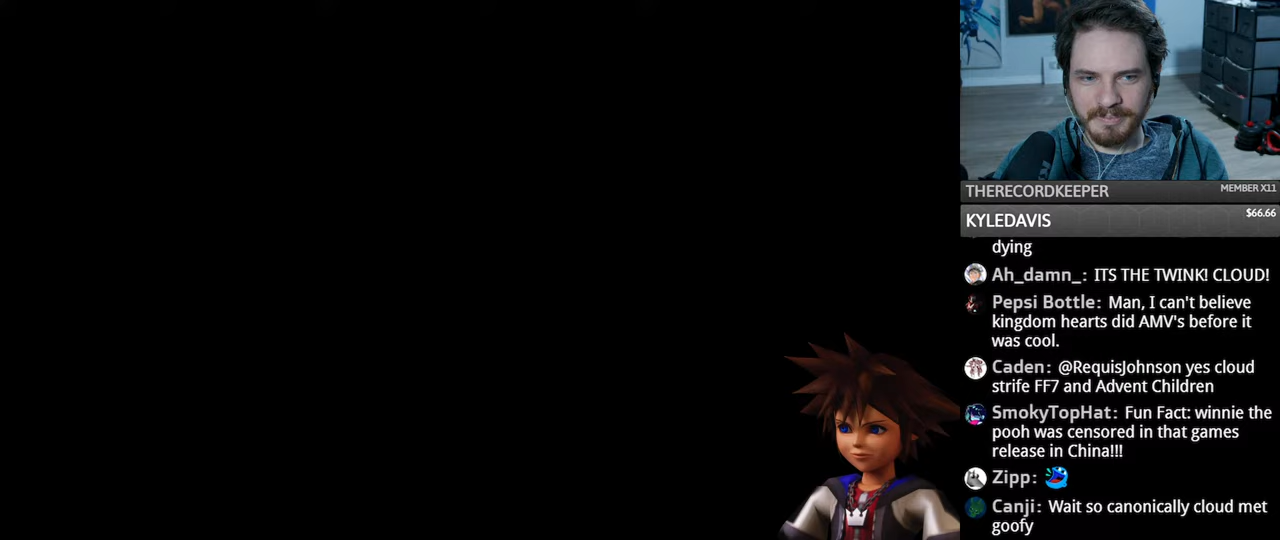 THERECORDKEEPER MEMBER X11
KYLEDAVIS $66.66
dying
Ah_damn_: ITS THE TWINK! CLOUD!
Pepsi Bottle: Man, I can't believe
kingdom hearts did AMV's before it
was cool.
Caden: @RequisJohnson yes cloud
strife FF7 and Advent Children
SmokyTopHat: Fun Fact: winnie the
pooh was censored in that games
release in China!!!
Zipp:
Canji: Wait so canonically cloud met
goofy